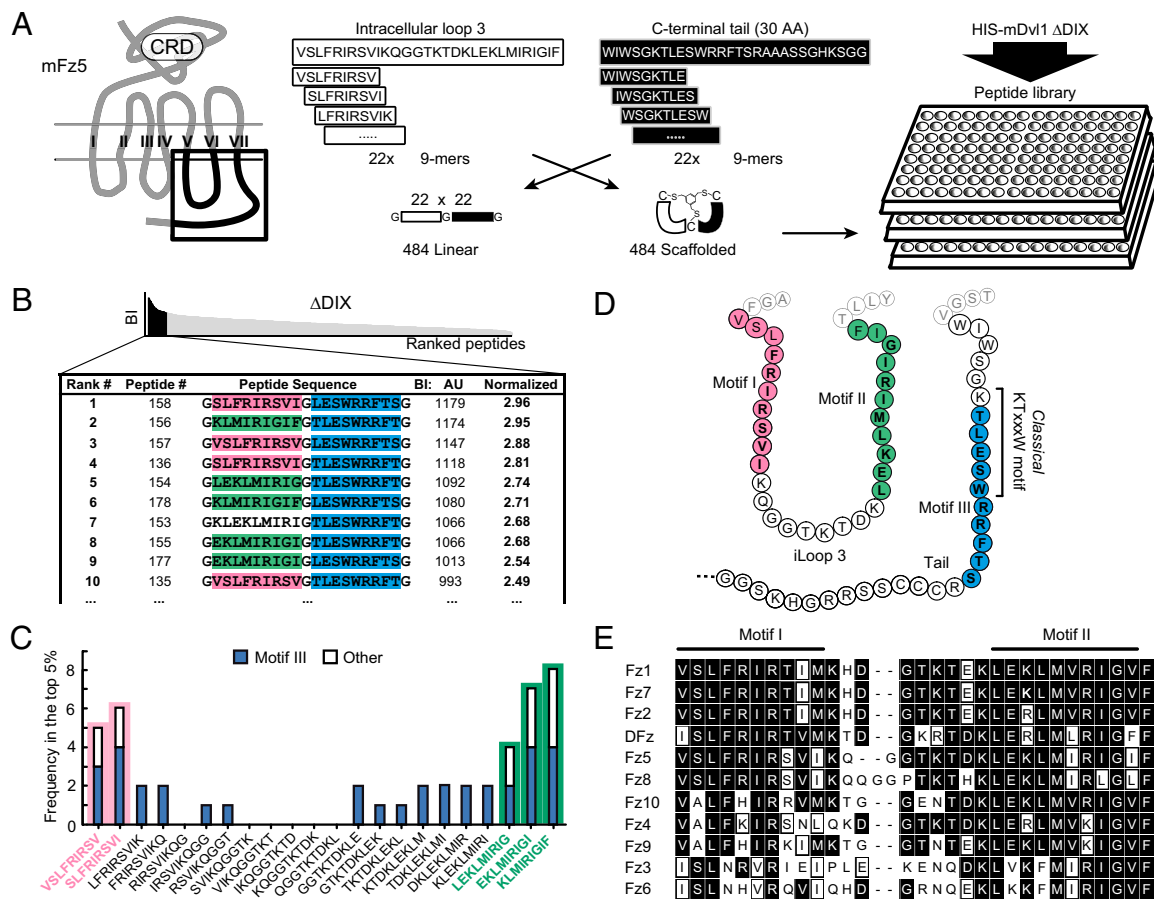 A
mFz5
CRD
I II III IV V VI VII
Intracellular loop 3
VSLFRIRSVIKQGGTKTDKLEKLMIRIGIF
VSLFRIRSV
SLFRIRSVI
LFRIRSVIK
.....
22x 9-mers
C-terminal tail (30 AA)
WIWSGKTLESWRRFTSRAAASSGHKSGG
WIWSGKTLE
IWSGKTLES
WSGKTLESW
.....
22x 9-mers
22 x 22
G G G
484 Linear
C S S C
S
C
484 Scaffolded
HIS-mDvl1 ΔDIX
Peptide library
B
BI
ΔDIX
Ranked peptides
Rank # Peptide # Peptide Sequence BI: AU Normalized
1 158 GSLFRIRSVIGLESWRRFTSG 1179 2.96
2 156 GKLMIRIGIFGLESWRRFTSG 1174 2.95
3 157 GVSLFRIRSVGLESWRRFTSG 1147 2.88
4 136 GSLFRIRSVIGTLESWRRFTG 1118 2.81
5 154 GLEKLMIRIGGTLESWRRFTG 1092 2.74
6 178 GKLMIRIGIFGTLESWRRFTG 1080 2.71
7 153 GKLEKLMIRIGTLESWRRFTG 1066 2.68
8 155 GEKLMIRIGIGTLESWRRFTG 1066 2.68
9 177 GEKLMIRIGIGTLESWRRFTG 1013 2.54
10 135 GVSLFRIRSVGTLESWRRFTG 993 2.49
... ... ... ... ...
C
Motif III Other
Frequency in the top 5%
8
6
4
2
0
VSLFRIRSV
SLFRIRSVI
LFRIRSVIK
FRIRSVIKQ
RIRSVIKQG
IRSVIKQGG
RSVIKQGGT
SVIKQGGTK
VIKQGGTKT
IKQGGTKTD
KQGGTKTDK
QGGTKTDKL
GGTKTDKLE
GTKTDKLEK
TKTDKLEKL
KTDKLEKLM
TDKLEKLMI
DKLEKLMIR
KLEKLMIRI
LEKLMIRIG
EKLMIRIGI
KLMIRIGIF
D
F G A
V S L F R I R S V I K Q G G T K T D K L E K L M I R I G I F
T L L Y
V G S T
W I W S G K T L E S W R R F T S R C C C S S R R G H K S G G
Motif I
Motif II
Motif III
Classical
KTxxxW motif
iLoop 3
Tail
E
Motif I Motif II
Fz1 VSLFRIRTIMKHD--GTKTEKLEKLMVRIGVF
Fz7 VSLFRIRTIMKHD--GTKTEKLEKLMVRIGVF
Fz2 VSLFRIRTIMKHD--GTKTEKLERLMVRIGVF
DFz ISLFRIRTVMKTD--GKRTDKLERLMLRIGFF
Fz5 VSLFRIRSVIKQ--GGTKTDKLEKLMIRIGIF
Fz8 VSLFRIRSVIKQQGGPTKTHKLEKLMIRLGLF
Fz10 VALFHIRRVMKTG--GENTDKLEKLMVRIGVF
Fz4 VALFKIRSNLQKD--GTKTDKLERLMVKIGVF
Fz9 VALFHIRKIMKTG--GTNTEKLEKLMVKIGVF
Fz3 ISLNRVRIEIPLE--KENQDKLVKFMIRIGVF
Fz6 ISLNHVRQVIQHD--GRNQEKLKKFMIRIGVF